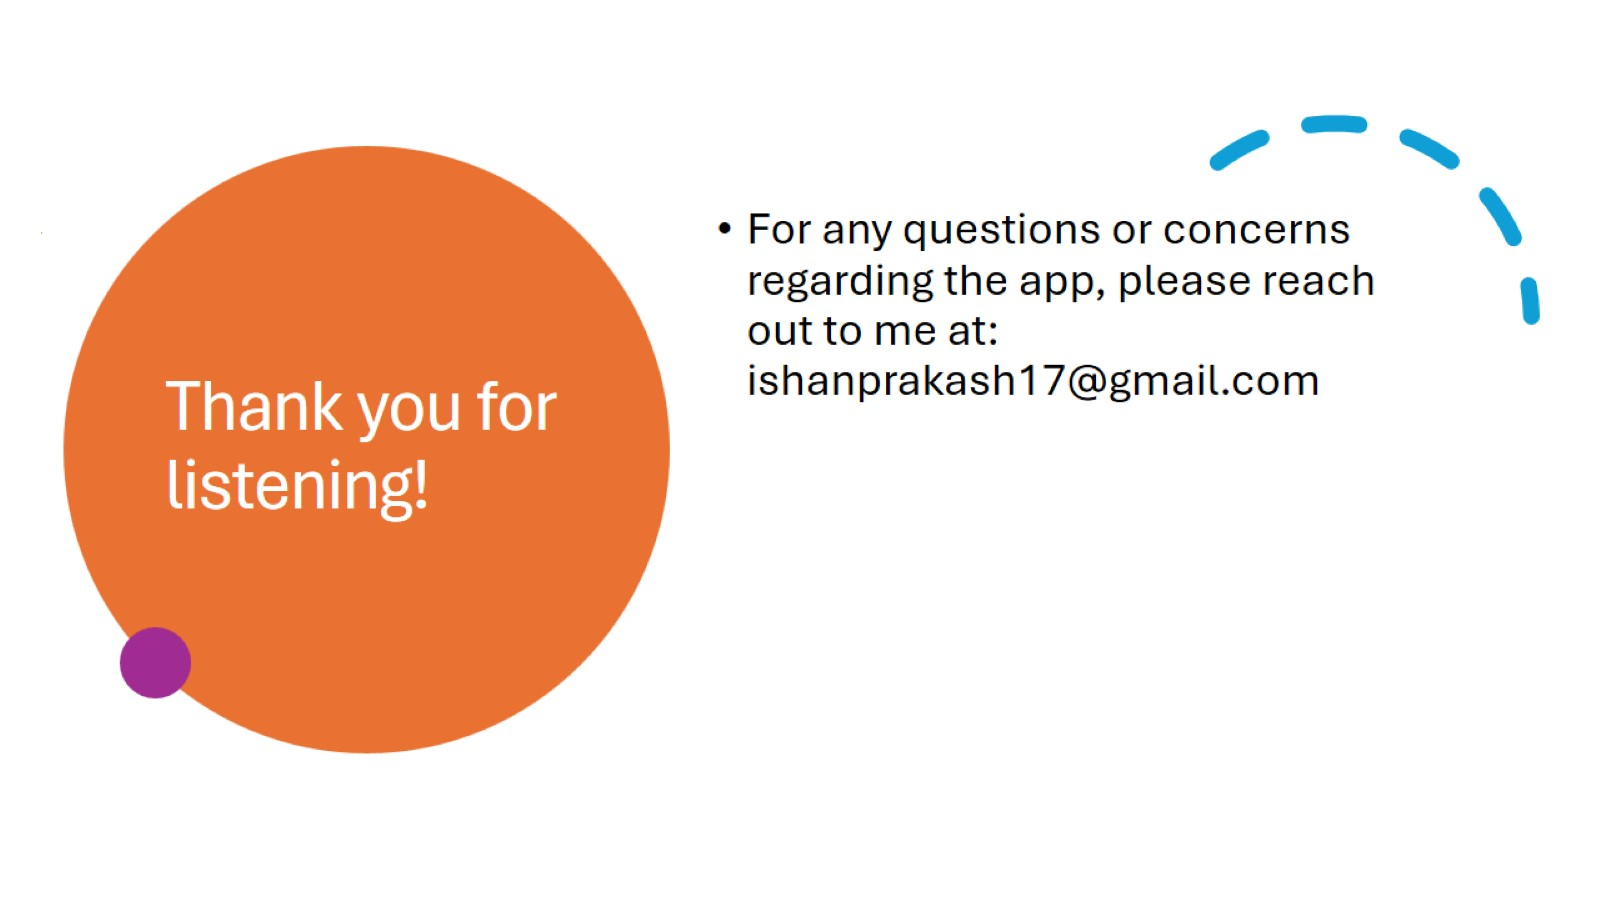 Thank you for
listening!
• For any questions or concerns
regarding the app, please reach
out to me at:
ishanprakash17@gmail.com